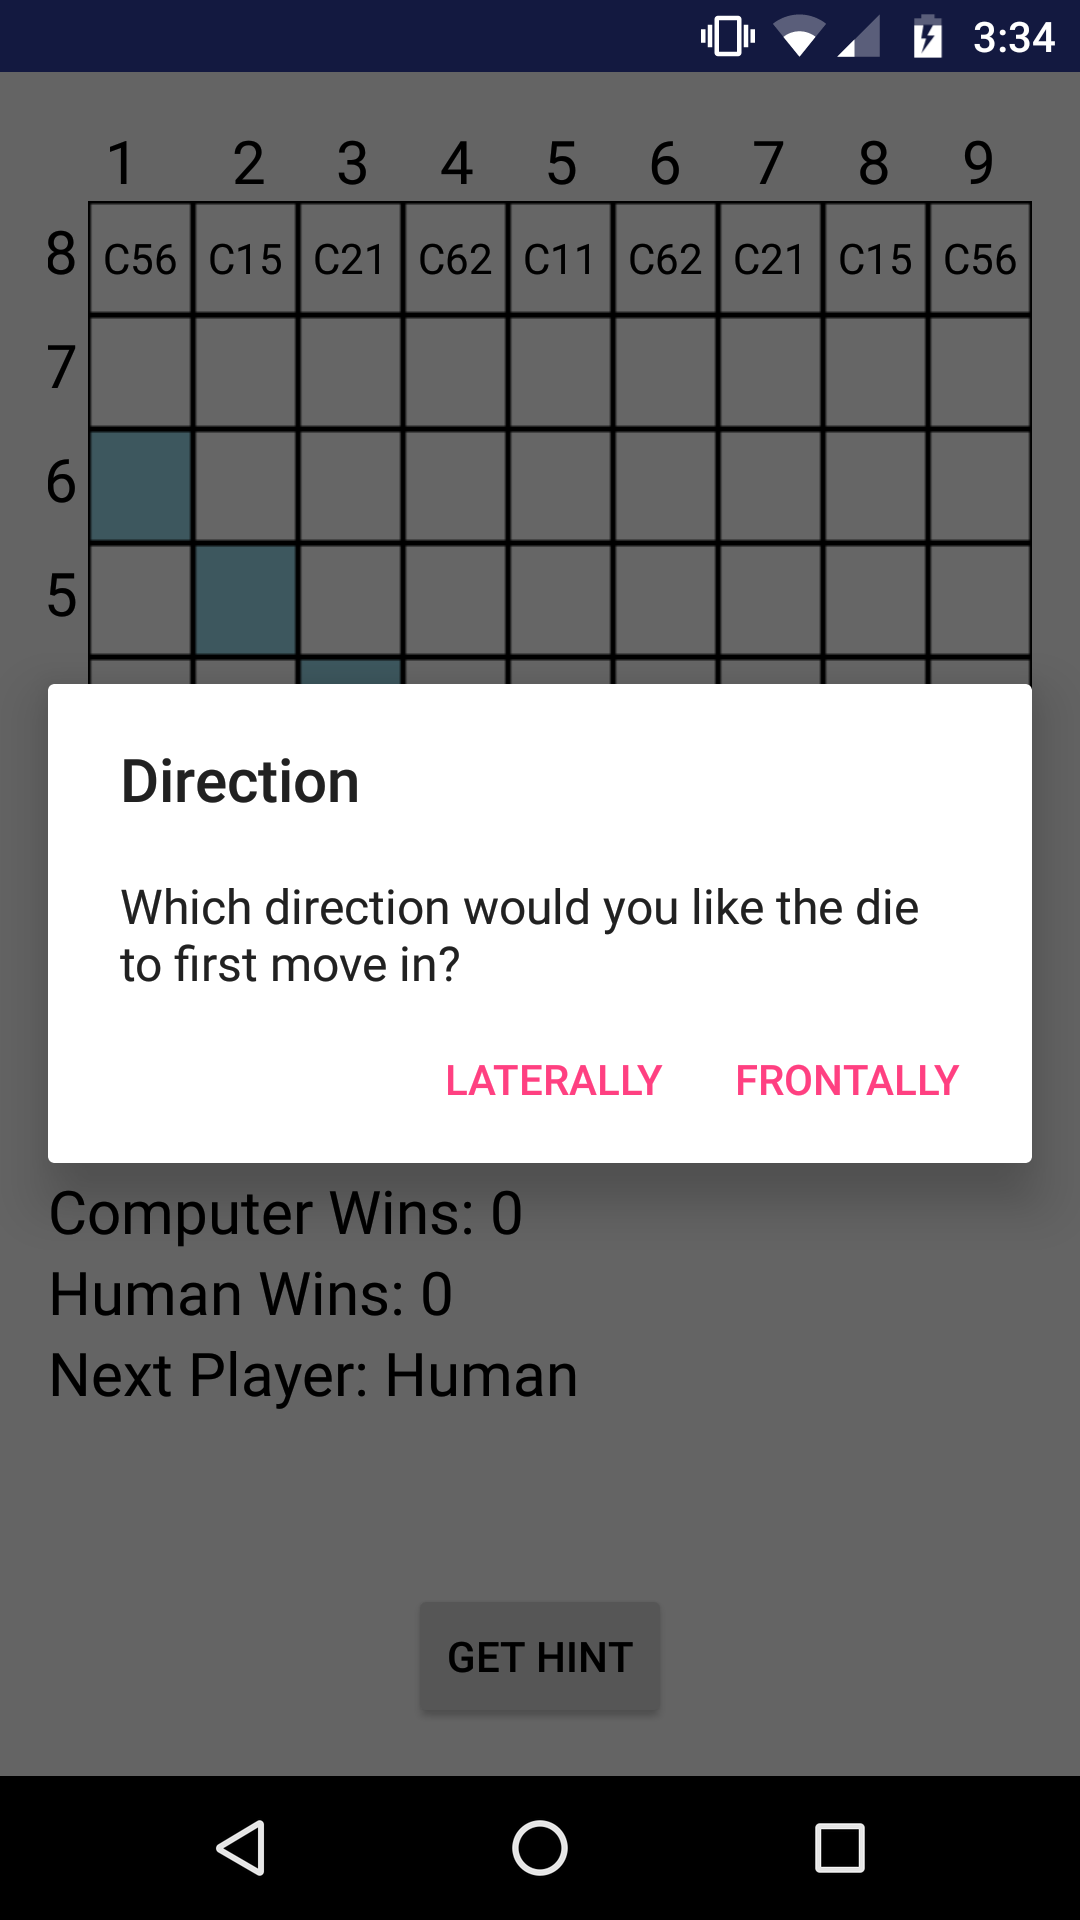 3:34
1 2 3 4 5 6 7 8 9
8 C56 C15 C21 C62 C11 C62 C21 C15 C56
7
6
5
Direction
Which direction would you like the die
to first move in?
LATERALLY FRONTALLY
Computer Wins: 0
Human Wins: 0
Next Player: Human
GET HINT